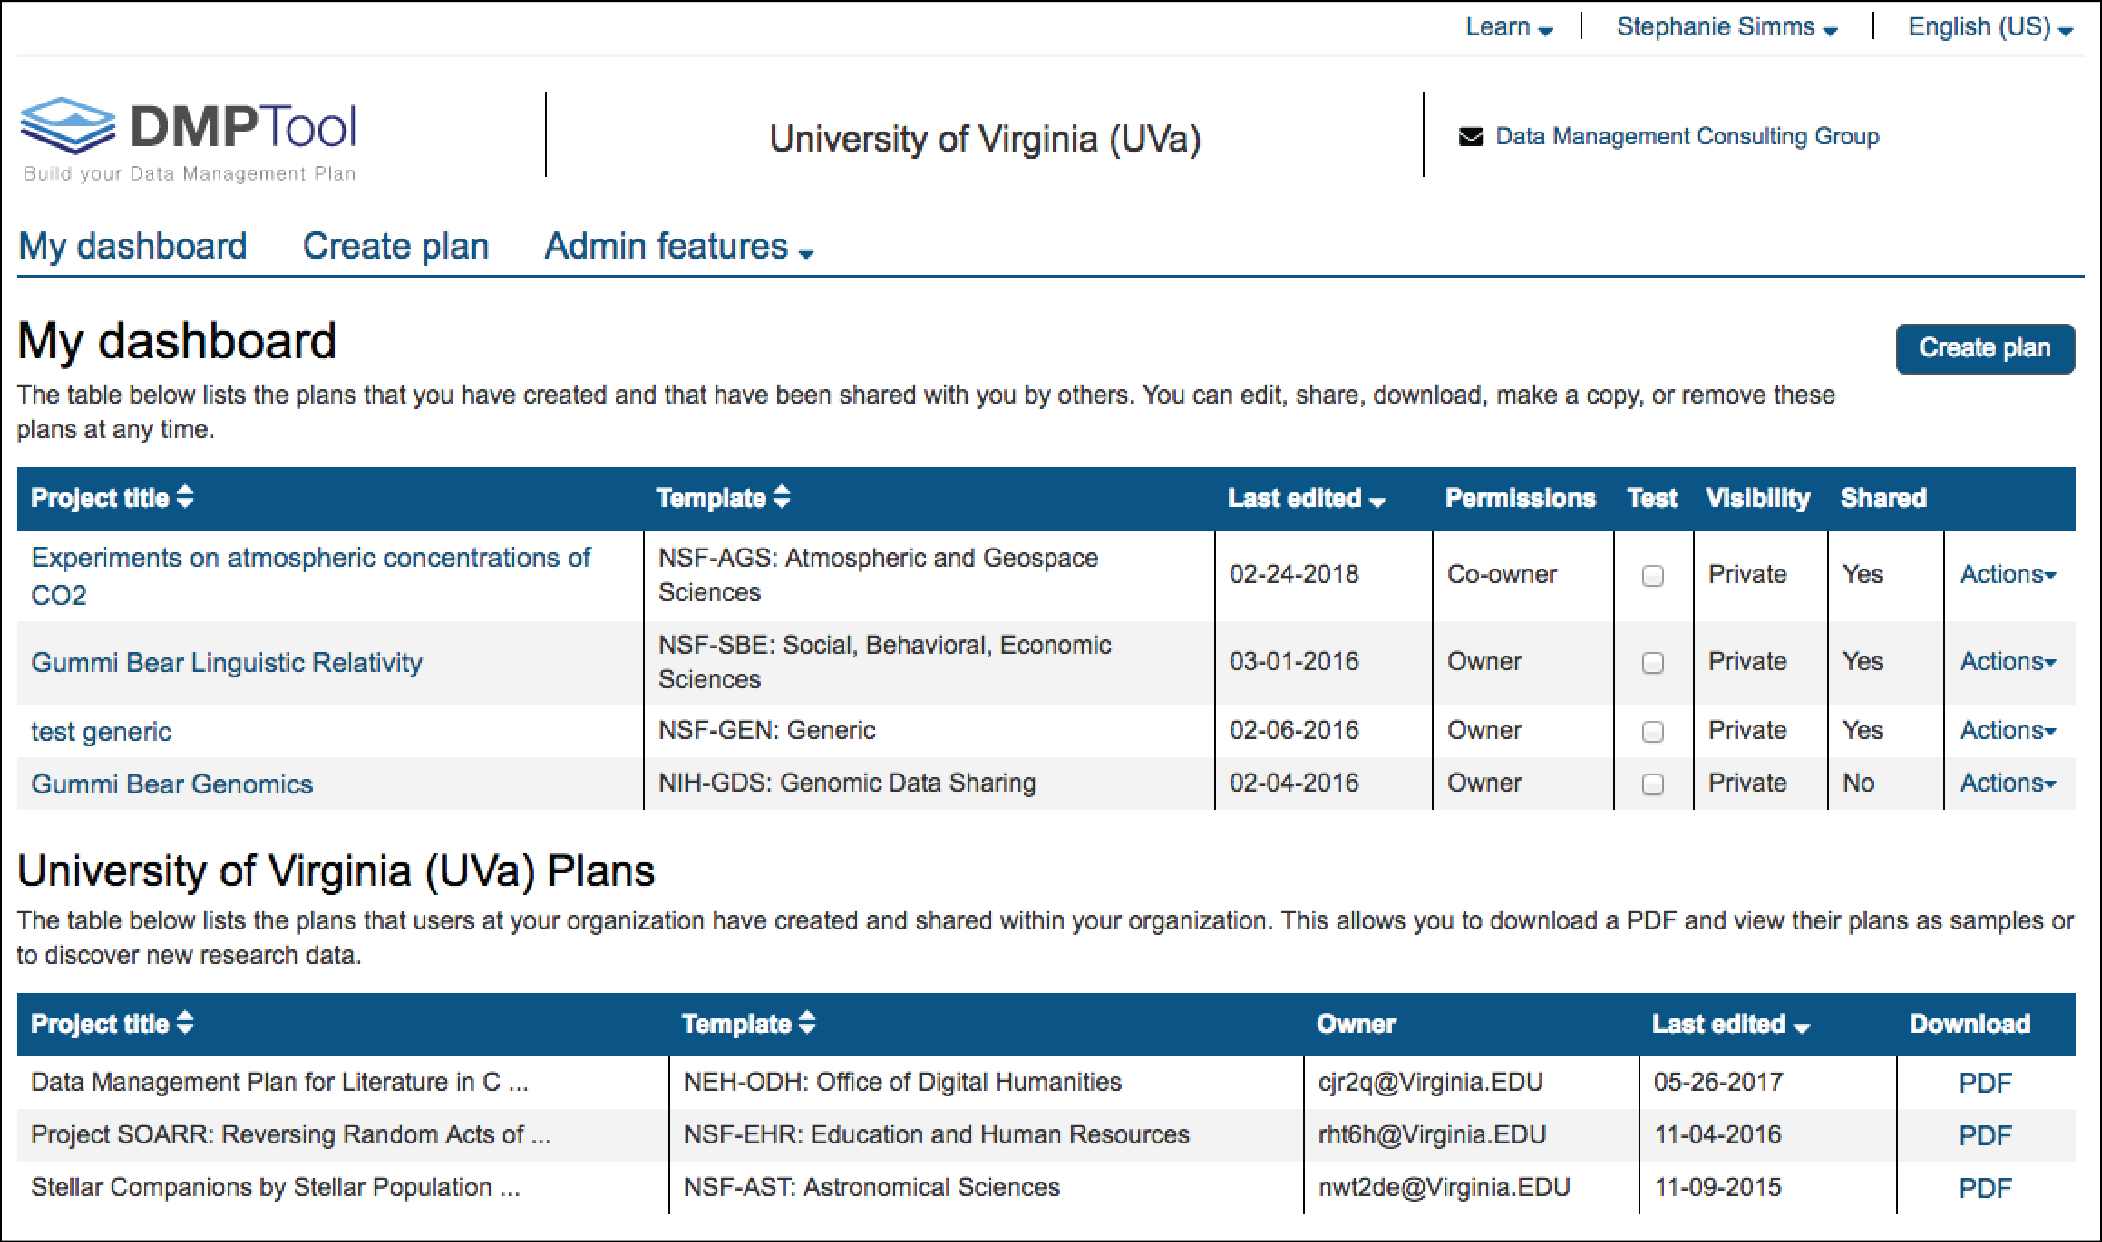 Learn
Stephanie Simms
English (US)
DMPTool
Build your Data Management Plan
University of Virginia (UVa)
Data Management Consulting Group
My dashboard
Create plan
Admin features
My dashboard
Create plan
The table below lists the plans that you have created and that have been shared with you by others. You can edit, share, download, make a copy, or remove these
plans at any time.
Project title Template Last edited Permissions Test Visibility Shared
Experiments on atmospheric concentrations of
CO2
NSF-AGS: Atmospheric and Geospace
Sciences
02-24-2018 Co-owner Private Yes Actions
Gummi Bear Linguistic Relativity
NSF-SBE: Social, Behavioral, Economic
Sciences
03-01-2016 Owner Private Yes Actions
test generic NSF-GEN: Generic 02-06-2016 Owner Private Yes Actions
Gummi Bear Genomics NIH-GDS: Genomic Data Sharing 02-04-2016 Owner Private No Actions
University of Virginia (UVa) Plans
The table below lists the plans that users at your organization have created and shared within your organization. This allows you to download a PDF and view their plans as samples or
to discover new research data.
Project title Template Owner Last edited Download
Data Management Plan for Literature in C ... NEH-ODH: Office of Digital Humanities cjr2q@Virginia.EDU 05-26-2017 PDF
Project SOARR: Reversing Random Acts of ... NSF-EHR: Education and Human Resources rht6h@Virginia.EDU 11-04-2016 PDF
Stellar Companions by Stellar Population ... NSF-AST: Astronomical Sciences nwt2de@Virginia.EDU 11-09-2015 PDF